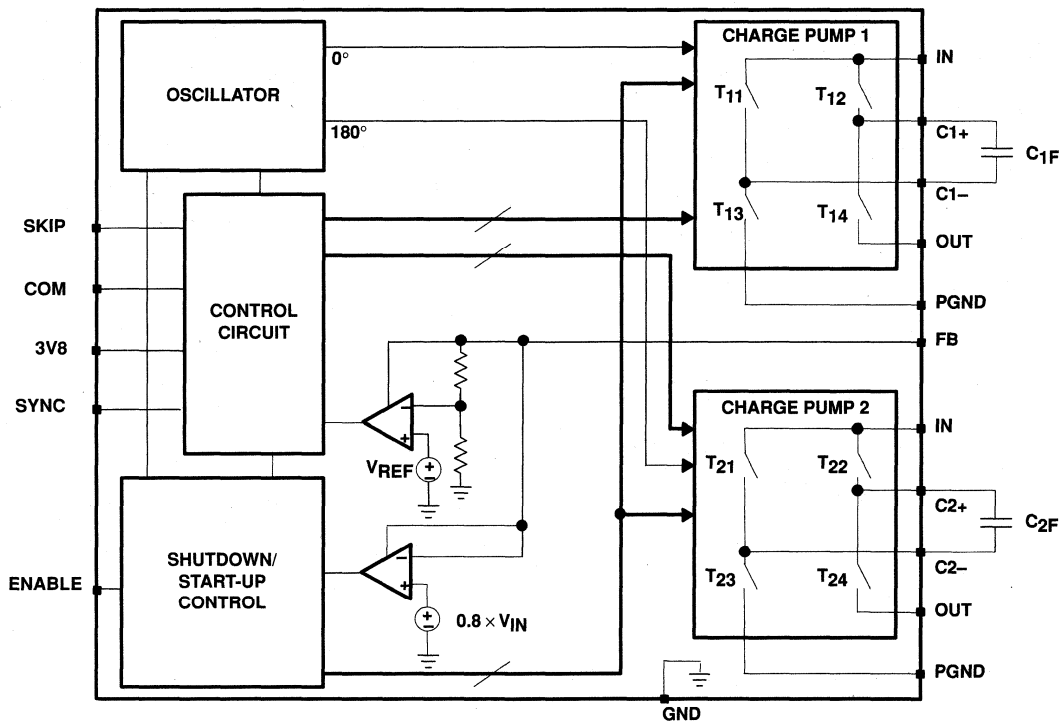 OSCILLATOR
0°
180°
CHARGE PUMP 1
T11
T12
T13
T14
IN
C1+
C1F
C1–
OUT
PGND
FB
SKIP
COM
3V8
SYNC
CONTROL
CIRCUIT
–
+
VREF
+
–
CHARGE PUMP 2
T21
T22
T23
T24
IN
C2+
C2F
C2–
OUT
PGND
ENABLE
SHUTDOWN/
START-UP
CONTROL
–
+
+
–
0.8 × VIN
GND